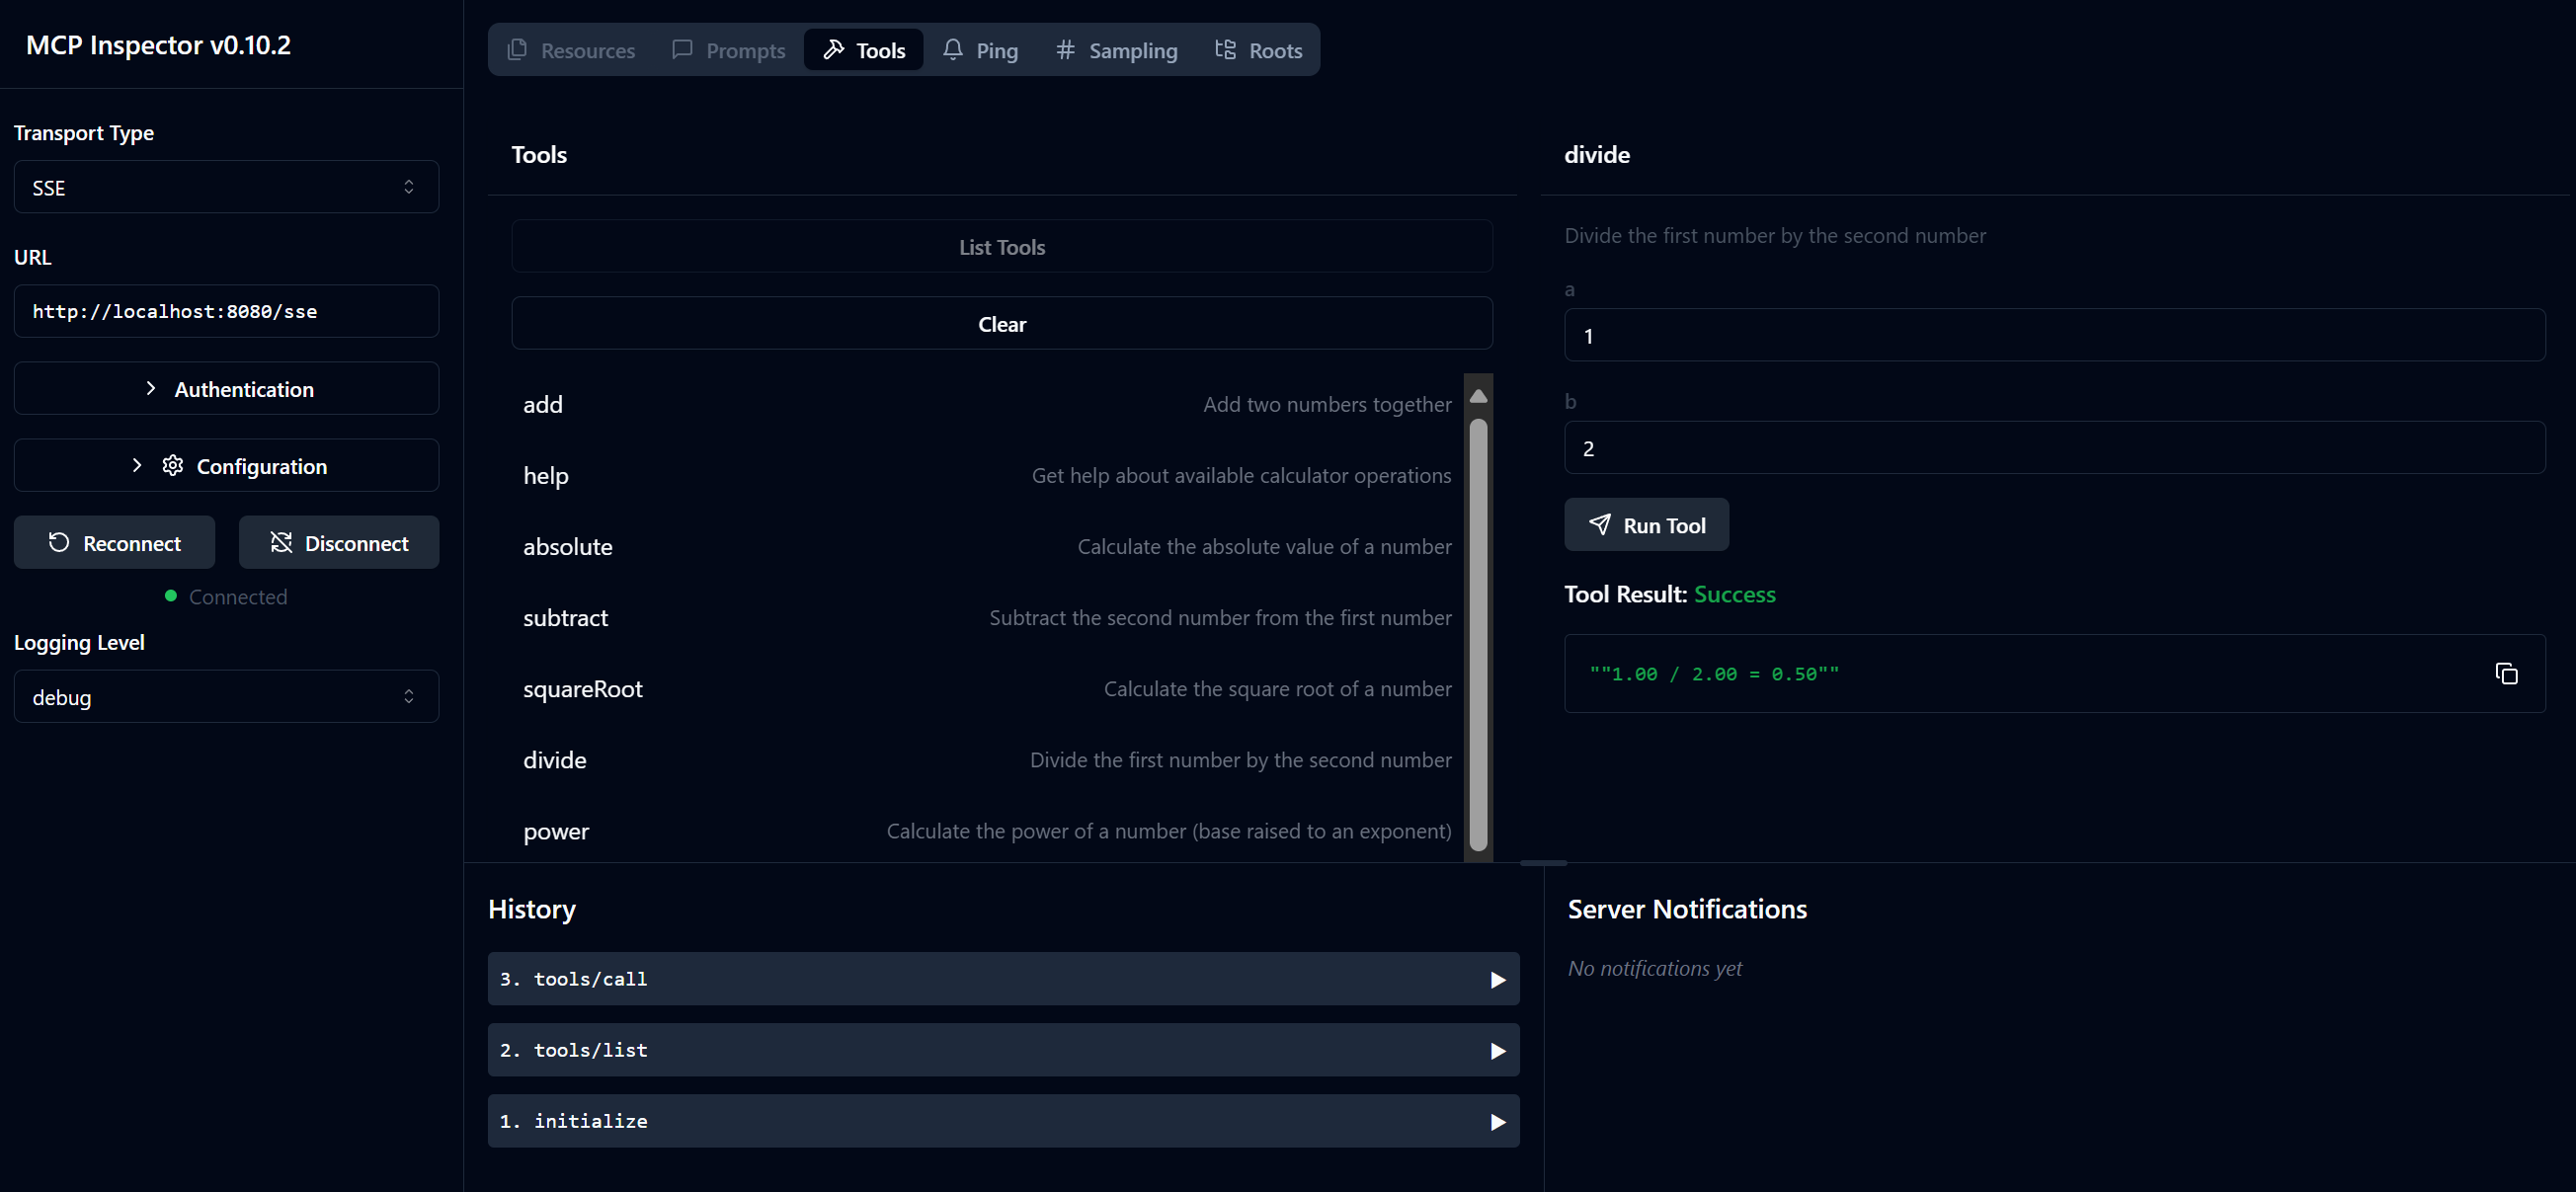 MCP Inspector v0.10.2
Transport Type
SSE
URL
http://localhost:8080/sse
Authentication
Configuration
Reconnect
Disconnect
Connected
Logging Level
debug
Resources
Prompts
Tools
Ping
Sampling
Roots
Tools
List Tools
Clear
add Add two numbers together
help Get help about available calculator operations
absolute Calculate the absolute value of a number
subtract Subtract the second number from the first number
squareRoot Calculate the square root of a number
divide Divide the first number by the second number
power Calculate the power of a number (base raised to an exponent)
divide
Divide the first number by the second number
a
1
b
2
Run Tool
Tool Result: Success
""1.00 / 2.00 = 0.50""
History
3. tools/call
2. tools/list
1. initialize
Server Notifications
No notifications yet